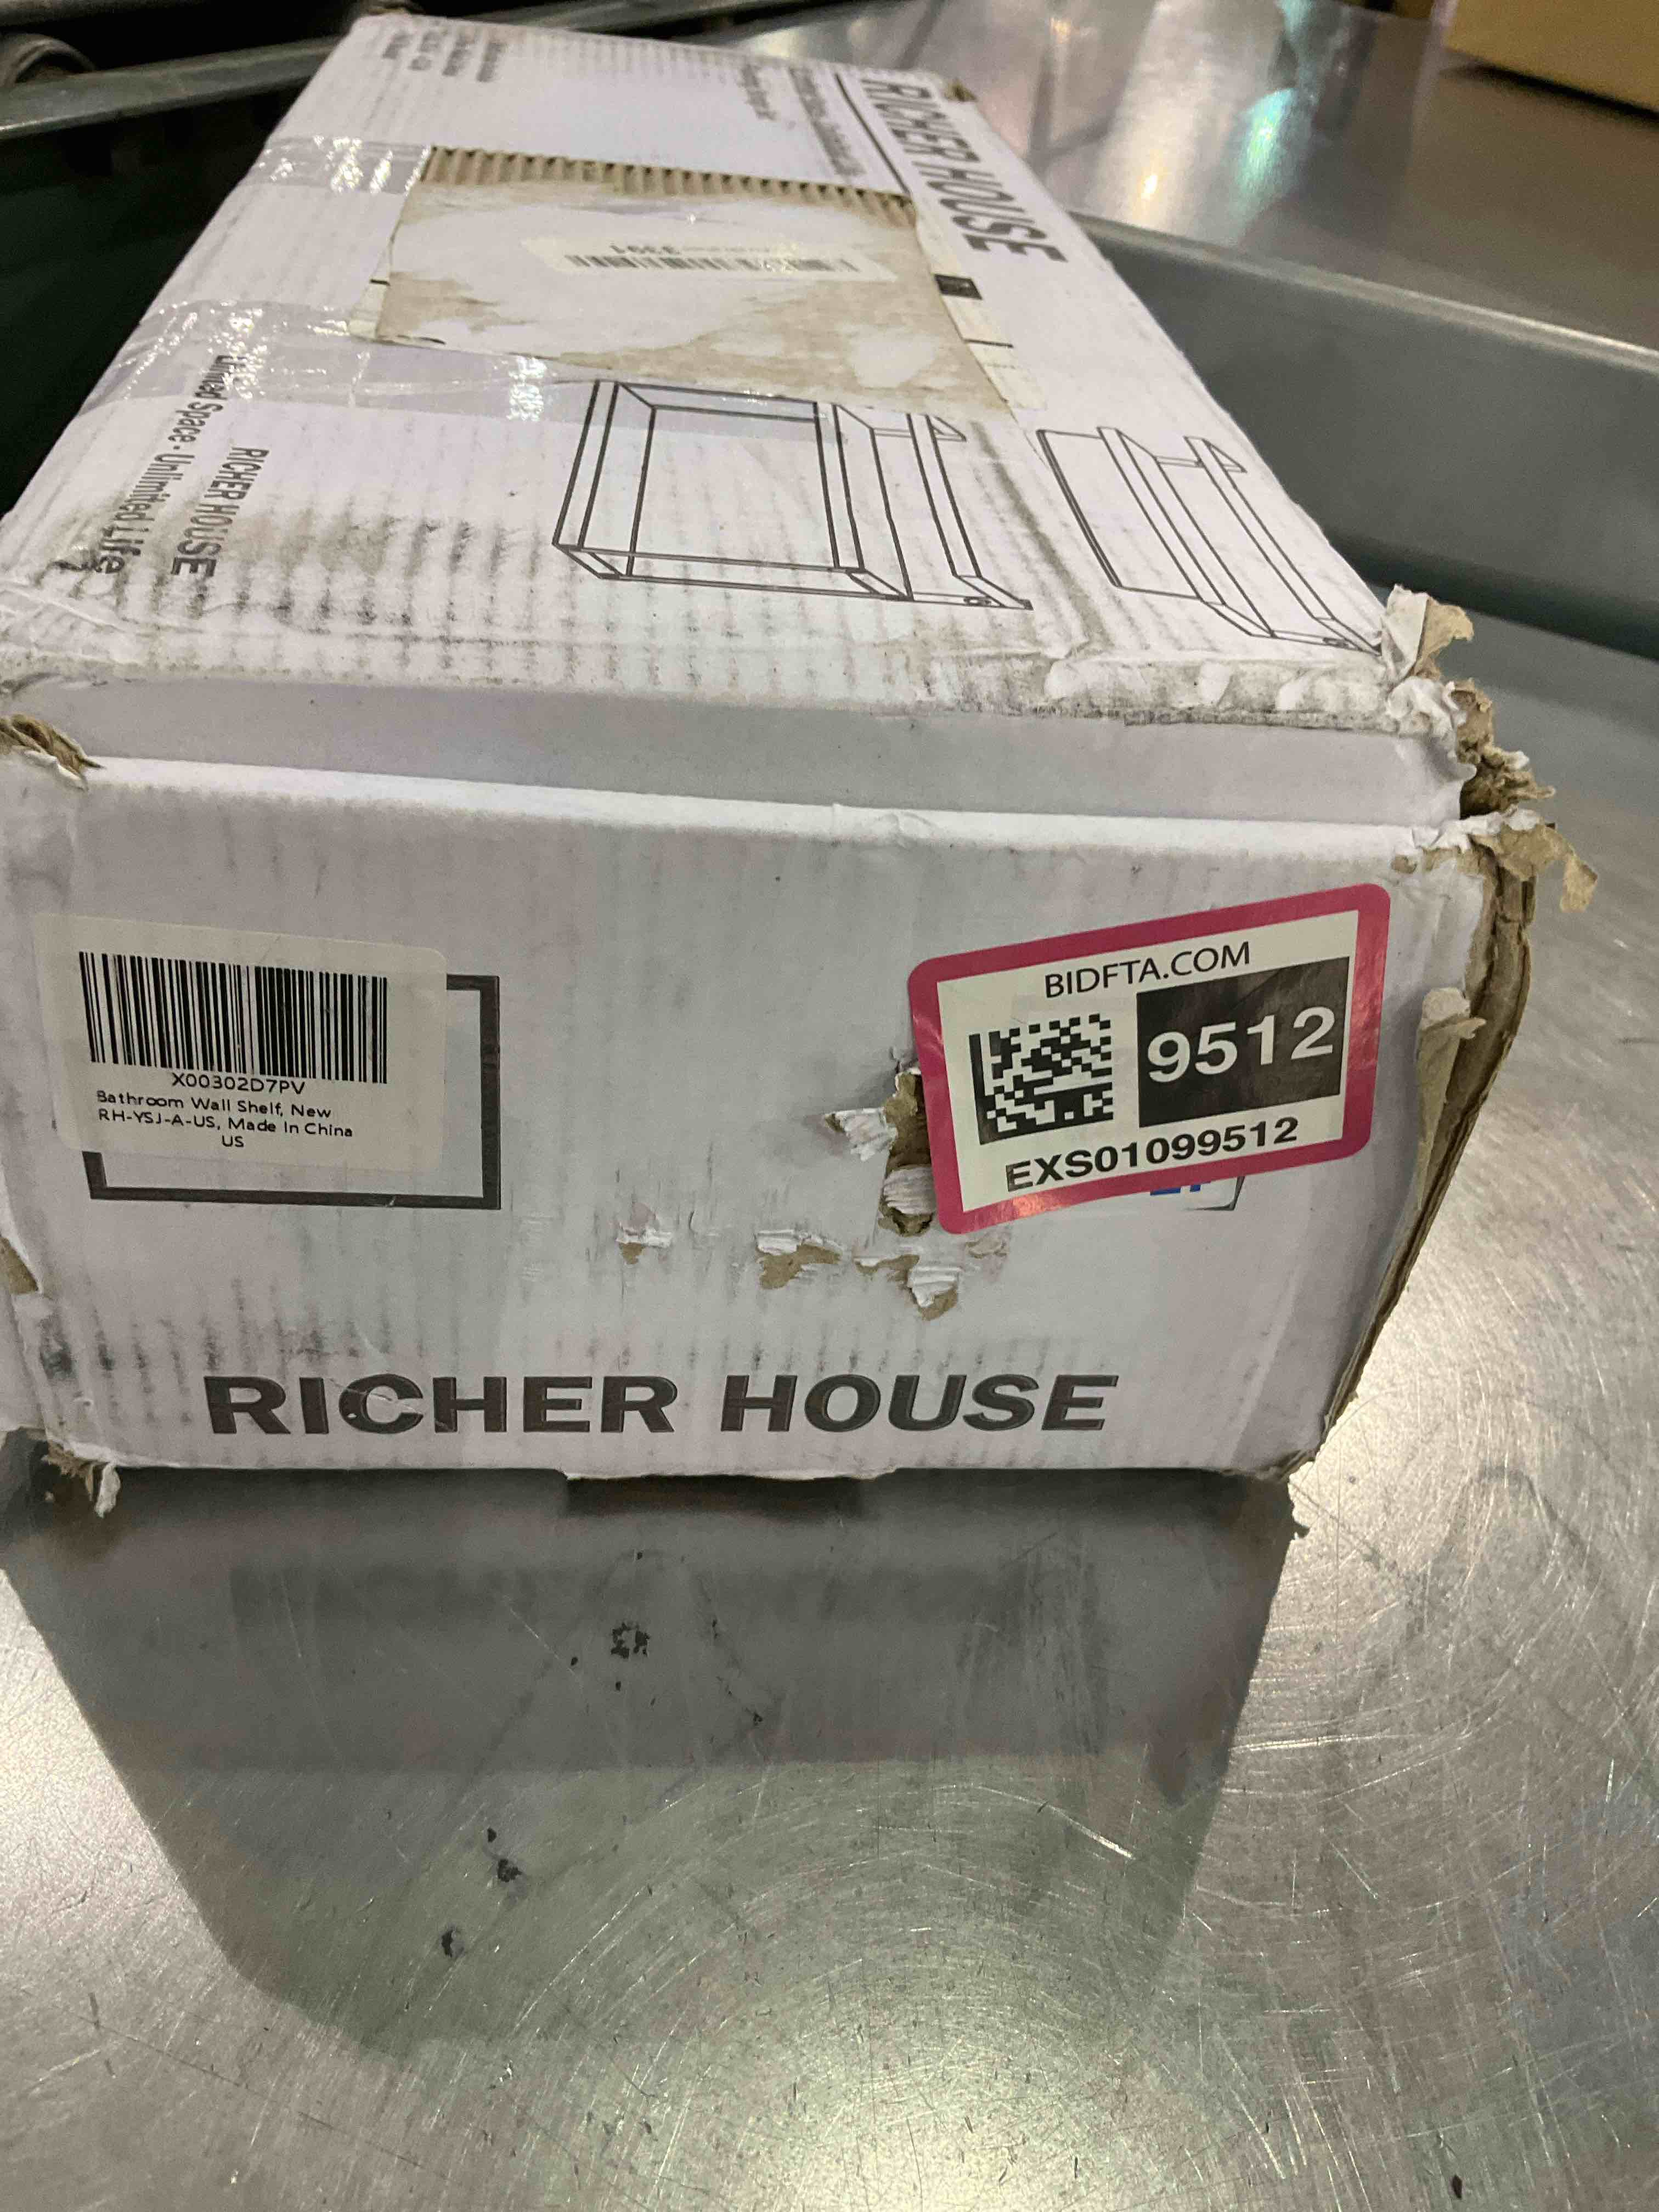 RICHER HOUSE
3391
RICHER HOUSE
Limited Space · Unlimited Life
X00302D7PV
Bathroom Wall Shelf, New
RH-YSJ-A-US, Made In China
US
BIDFTA.COM
9512
EXS01099512
RICHER HOUSE